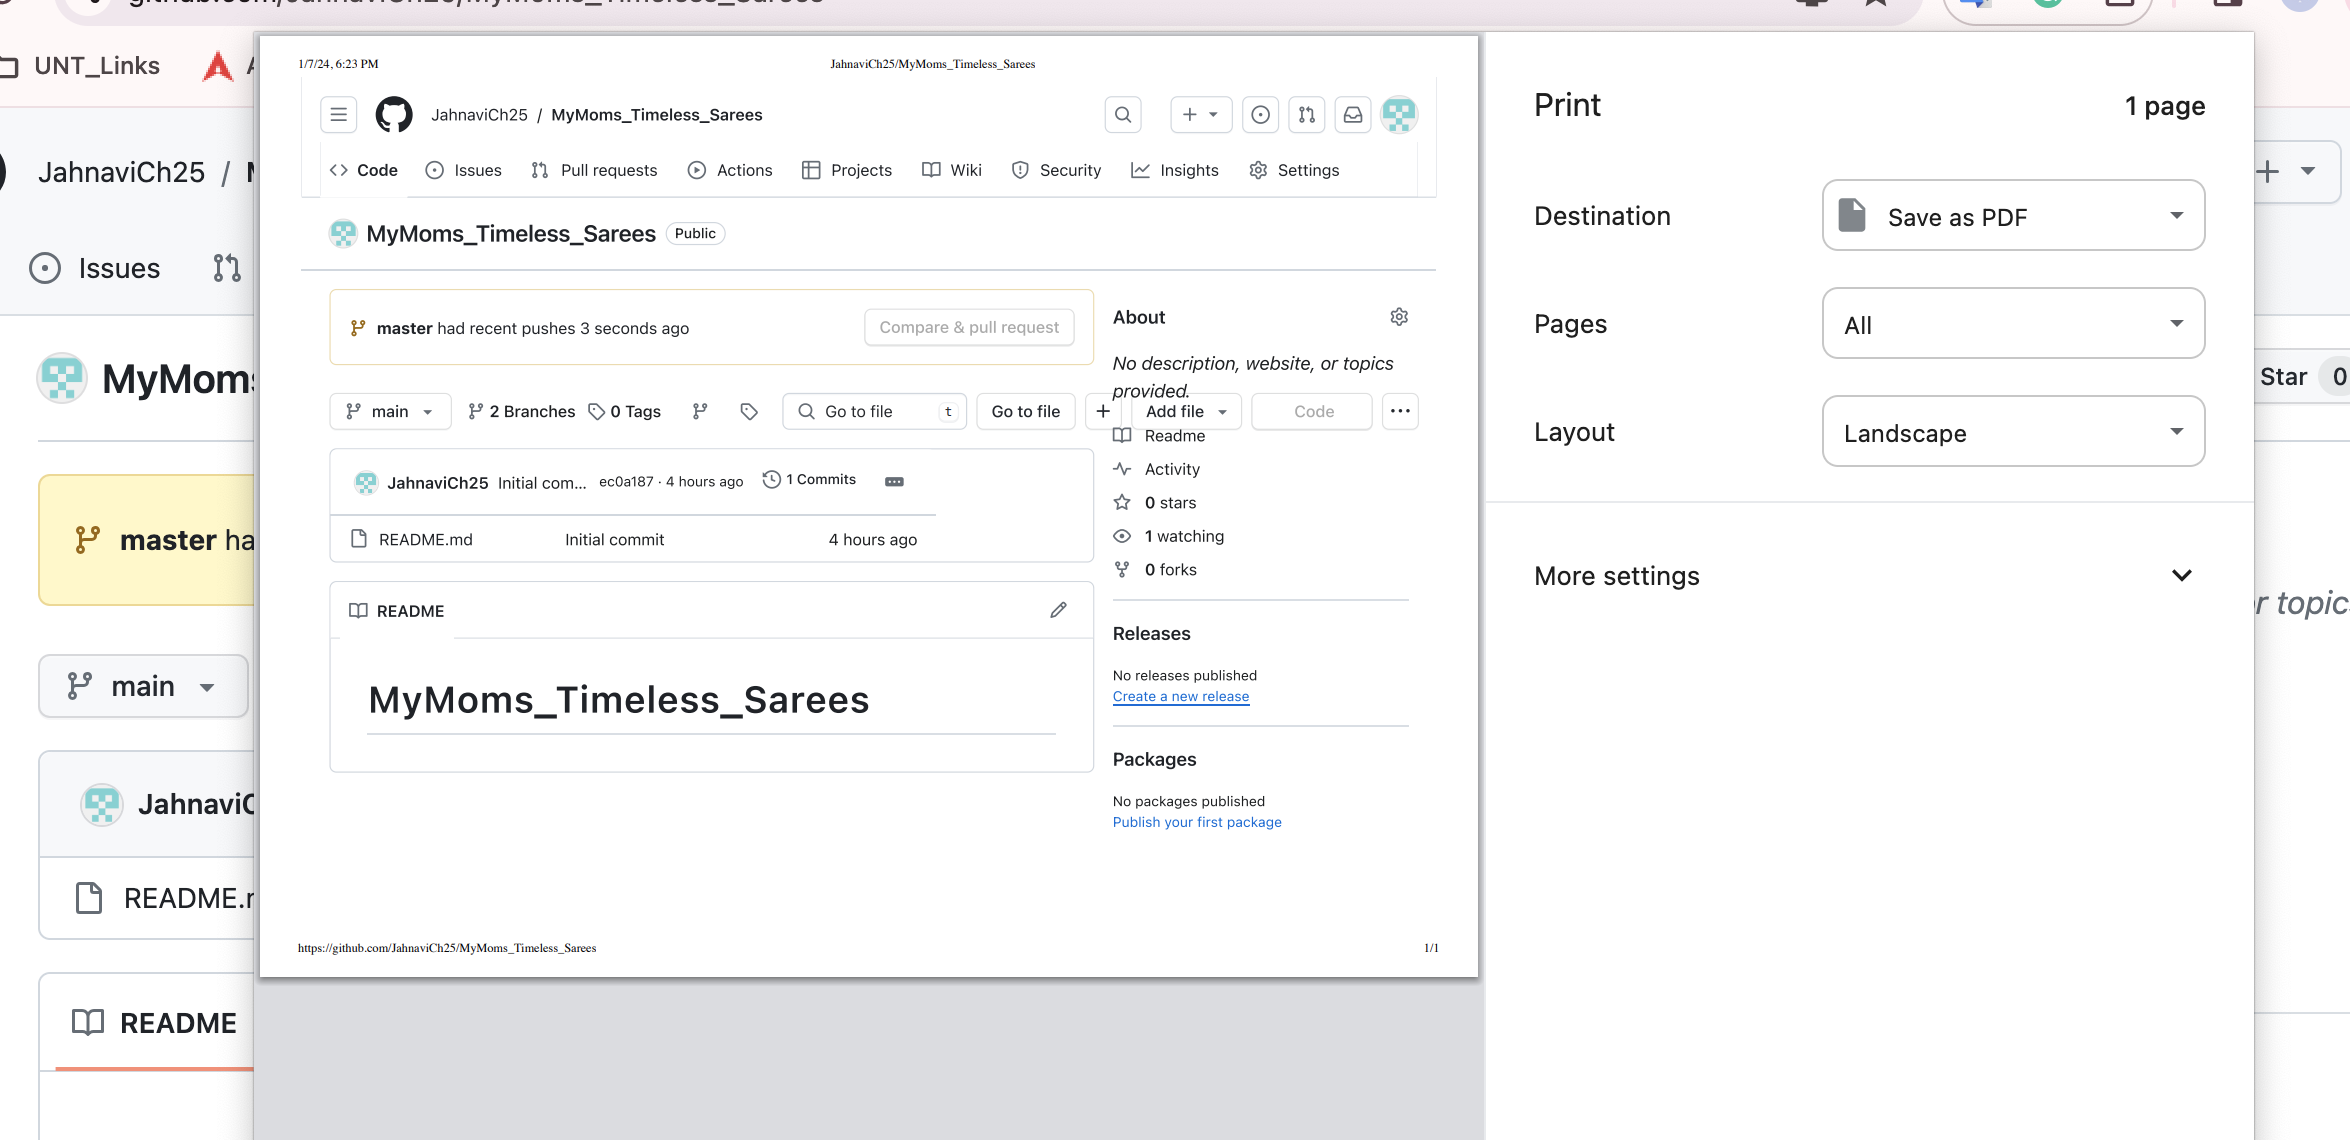 UNT_Links
JahnaviCh25 /
Issues
MyMoms
master ha
main
JahnaviC
README.
README
1/7/24, 6:23 PM
JahnaviCh25/MyMoms_Timeless_Sarees
JahnaviCh25 / MyMoms_Timeless_Sarees
Code Issues Pull requests Actions Projects Wiki Security Insights Settings
MyMoms_Timeless_Sarees Public
master had recent pushes 3 seconds ago Compare & pull request
main 2 Branches 0 Tags Go to file t Go to file + Add file Code
JahnaviCh25 Initial com... ec0a187 · 4 hours ago 1 Commits
README.md Initial commit 4 hours ago
README
MyMoms_Timeless_Sarees
About
No description, website, or topics
provided.
Readme
Activity
0 stars
1 watching
0 forks
Releases
No releases published
Create a new release
Packages
No packages published
Publish your first package
https://github.com/JahnaviCh25/MyMoms_Timeless_Sarees
1/1
Print 1 page
Destination Save as PDF
Pages All
Layout Landscape
More settings
Star 0
r topic